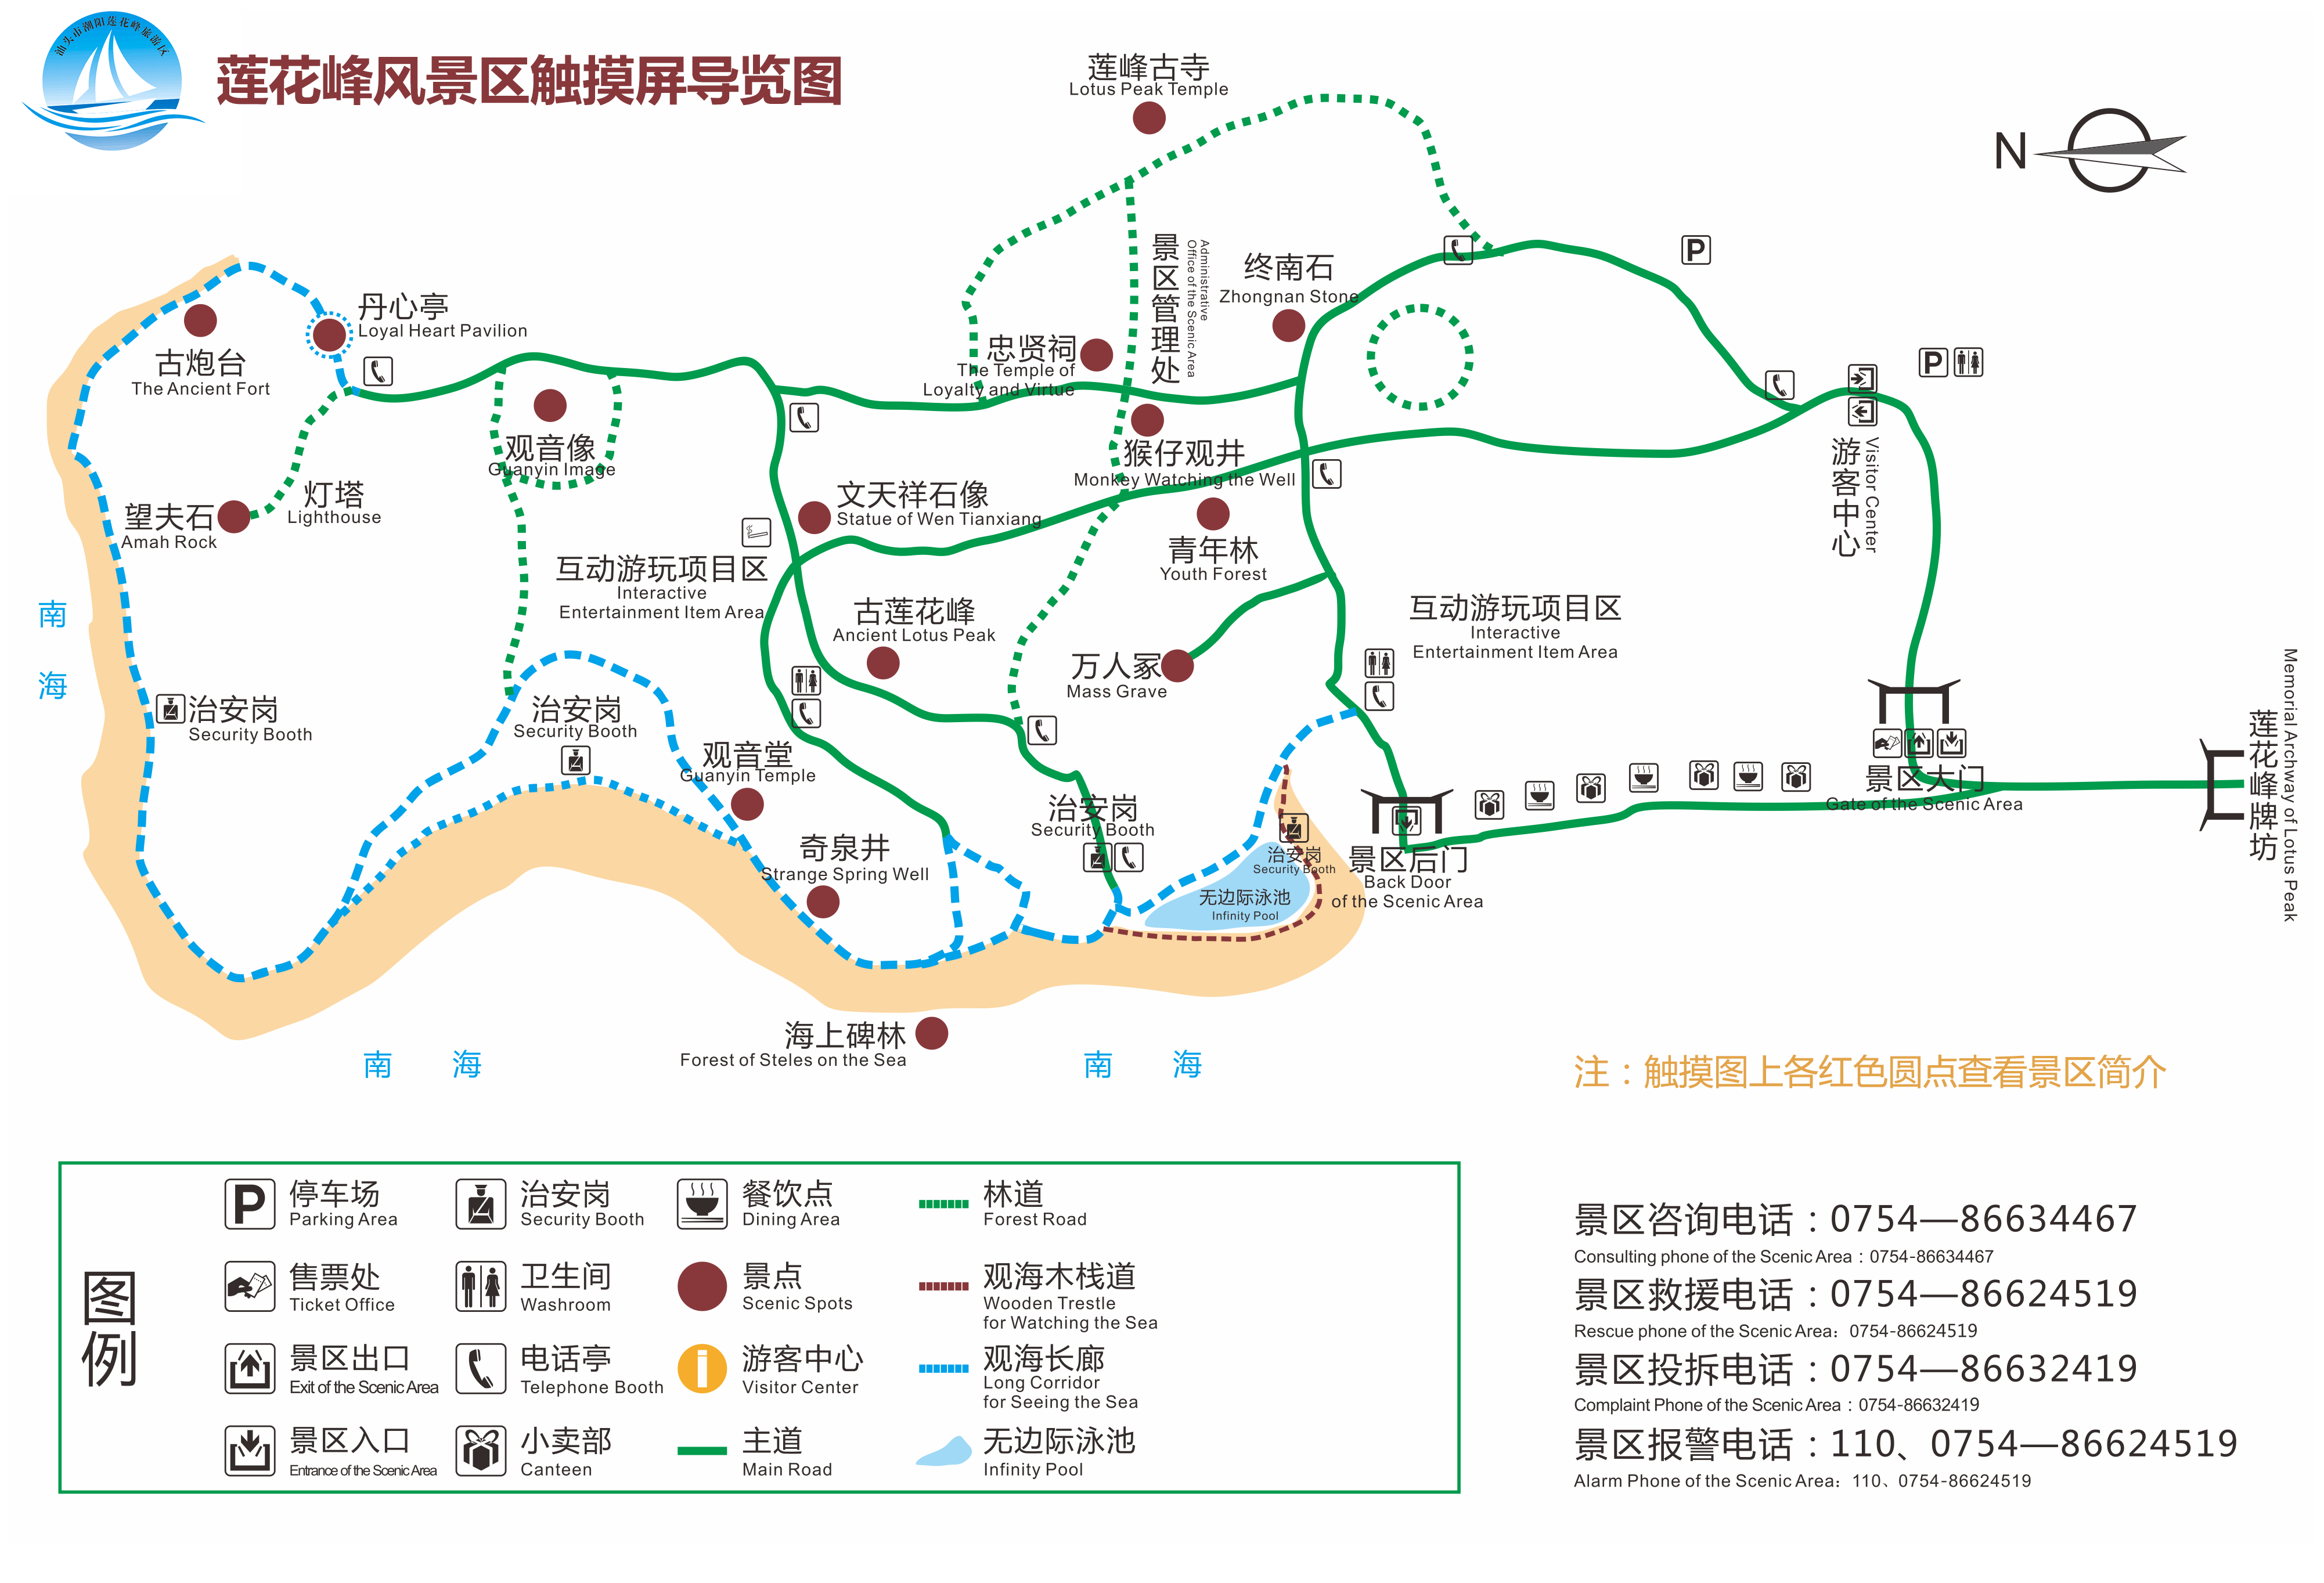 汕头市潮阳莲花峰旅游区
莲花峰风景区触摸屏导览图
莲峰古寺
Lotus Peak Temple
N
景区管理处
Administrative
Office of the Scenic Area
终南石
Zhongnan Stone
P
丹心亭
Loyal Heart Pavilion
古炮台
The Ancient Fort
忠贤祠
The Temple of
Loyalty and Virtue
P
观音像
Guanyin Image
猴仔观井
Monkey Watching the Well
游客中心
Visitor Center
灯塔
Lighthouse
望夫石
Amah Rock
文天祥石像
Statue of Wen Tianxiang
青年林
Youth Forest
互动游玩项目区
Interactive
Entertainment Item Area
古莲花峰
Ancient Lotus Peak
互动游玩项目区
Interactive
Entertainment Item Area
南
海
万人冢
Mass Grave
治安岗
Security Booth
治安岗
Security Booth
观音堂
Guanyin Temple
景区大门
Gate of the Scenic Area
莲花峰牌坊
Memorial Archway of Lotus Peak
治安岗
Security Booth
奇泉井
Strange Spring Well
治安岗
Security Booth
景区后门
Back Door
of the Scenic Area
无边际泳池
Infinity Pool
海上碑林
Forest of Steles on the Sea
南 海
南 海
注：触摸图上各红色圆点查看景区简介
图例
P
停车场
Parking Area
治安岗
Security Booth
餐饮点
Dining Area
林道
Forest Road
售票处
Ticket Office
卫生间
Washroom
景点
Scenic Spots
观海木栈道
Wooden Trestle
for Watching the Sea
景区出口
Exit of the Scenic Area
电话亭
Telephone Booth
i
游客中心
Visitor Center
观海长廊
Long Corridor
for Seeing the Sea
景区入口
Entrance of the Scenic Area
小卖部
Canteen
主道
Main Road
无边际泳池
Infinity Pool
景区咨询电话：0754—86634467
Consulting phone of the Scenic Area：0754-86634467
景区救援电话：0754—86624519
Rescue phone of the Scenic Area：0754-86624519
景区投拆电话：0754—86632419
Complaint Phone of the Scenic Area：0754-86632419
景区报警电话：110、0754—86624519
Alarm Phone of the Scenic Area：110、0754-86624519